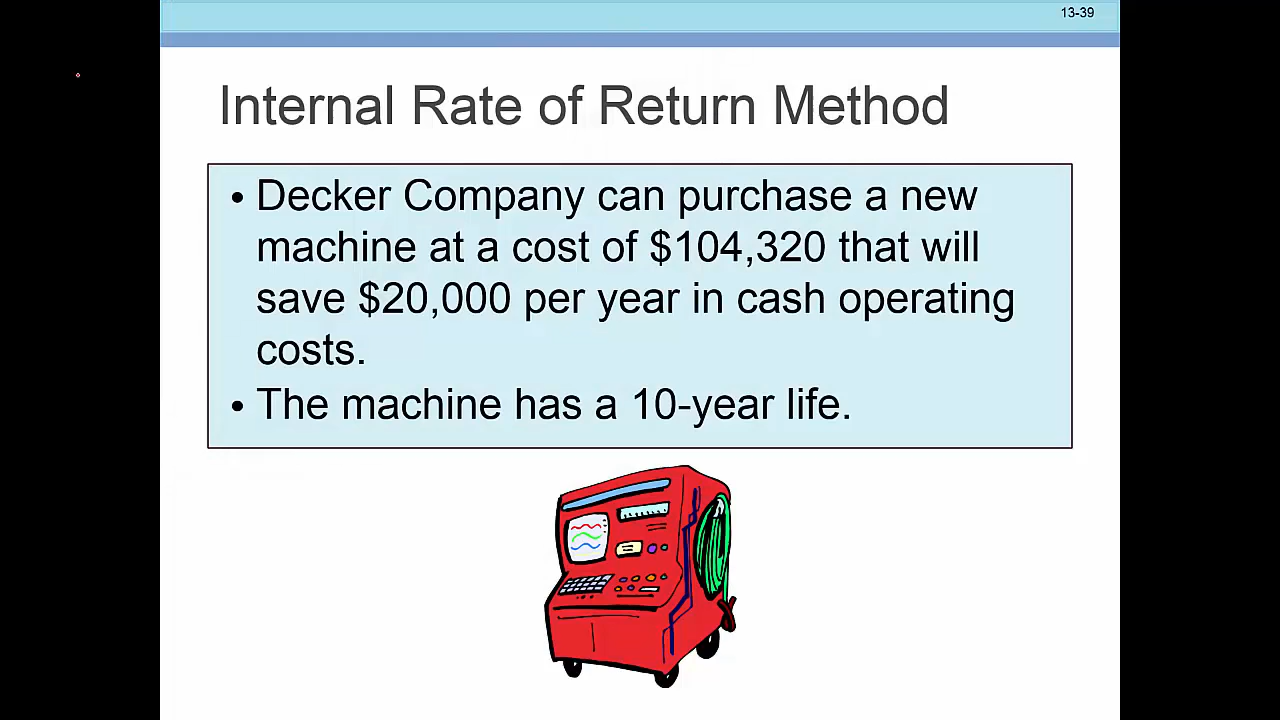 13-39
Internal Rate of Return Method
• Decker Company can purchase a new
machine at a cost of $104,320 that will
save $20,000 per year in cash operating
costs.
• The machine has a 10-year life.